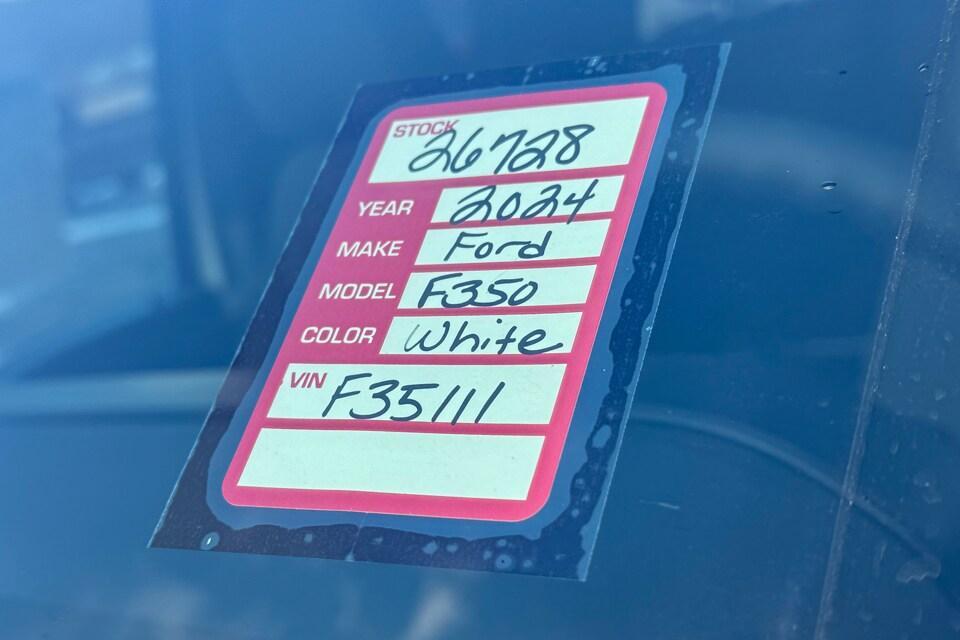 STOCK 26728
YEAR 2024
MAKE Ford
MODEL F350
COLOR White
VIN F35111